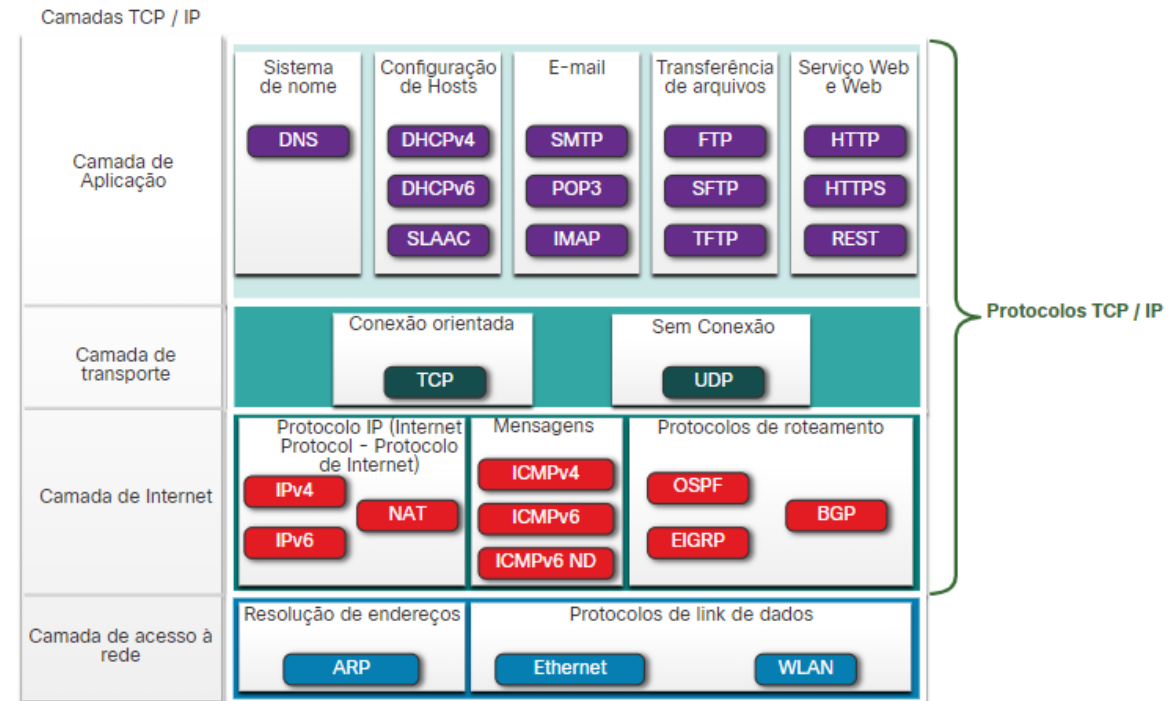 Camadas TCP / IP
Camada de
Aplicação
Sistema
de nome
DNS
Configuração
de Hosts
DHCPv4
DHCPv6
SLAAC
E-mail
SMTP
POP3
IMAP
Transferência
de arquivos
FTP
SFTP
TFTP
Serviço Web
e Web
HTTP
HTTPS
REST
Protocolos TCP / IP
Camada de
transporte
Conexão orientada
TCP
Sem Conexão
UDP
Camada de Internet
Protocolo IP (Internet
Protocol - Protocolo
de Internet)
IPv4
NAT
IPv6
Mensagens
ICMPv4
ICMPv6
ICMPv6 ND
Protocolos de roteamento
OSPF
BGP
EIGRP
Camada de acesso à
rede
Resolução de endereços
ARP
Protocolos de link de dados
Ethernet
WLAN